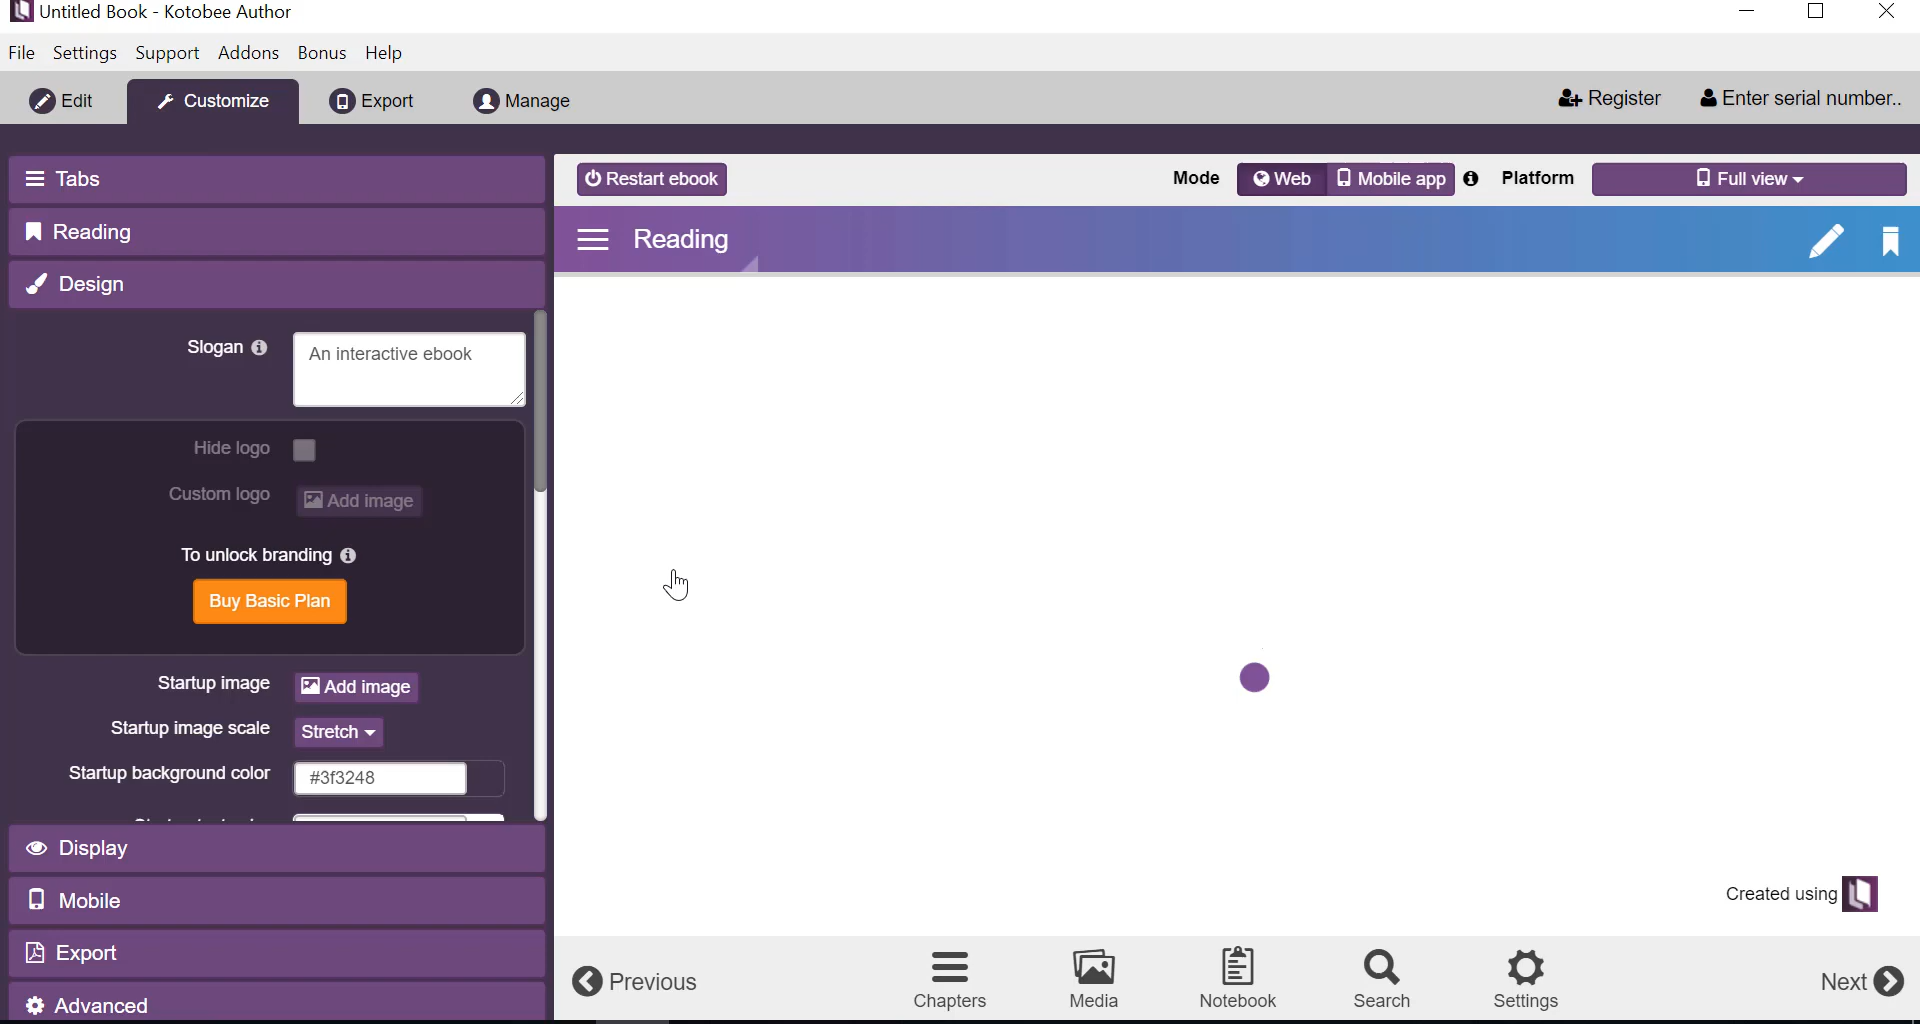 Untitled Book - Kotobee Author
File Settings Support Addons Bonus Help
Edit Customize Export Manage Register Enter serial number..
Tabs
Reading
Design
Slogan An interactive ebook
Hide logo
Custom logo Add image
To unlock branding
Buy Basic Plan
Startup image Add image
Startup image scale Stretch
Startup background color #3f3248
Display
Mobile
Export
Advanced
Restart ebook Mode Web Mobile app Platform Full view
Reading
Created using
Previous Chapters Media Notebook Search Settings Next